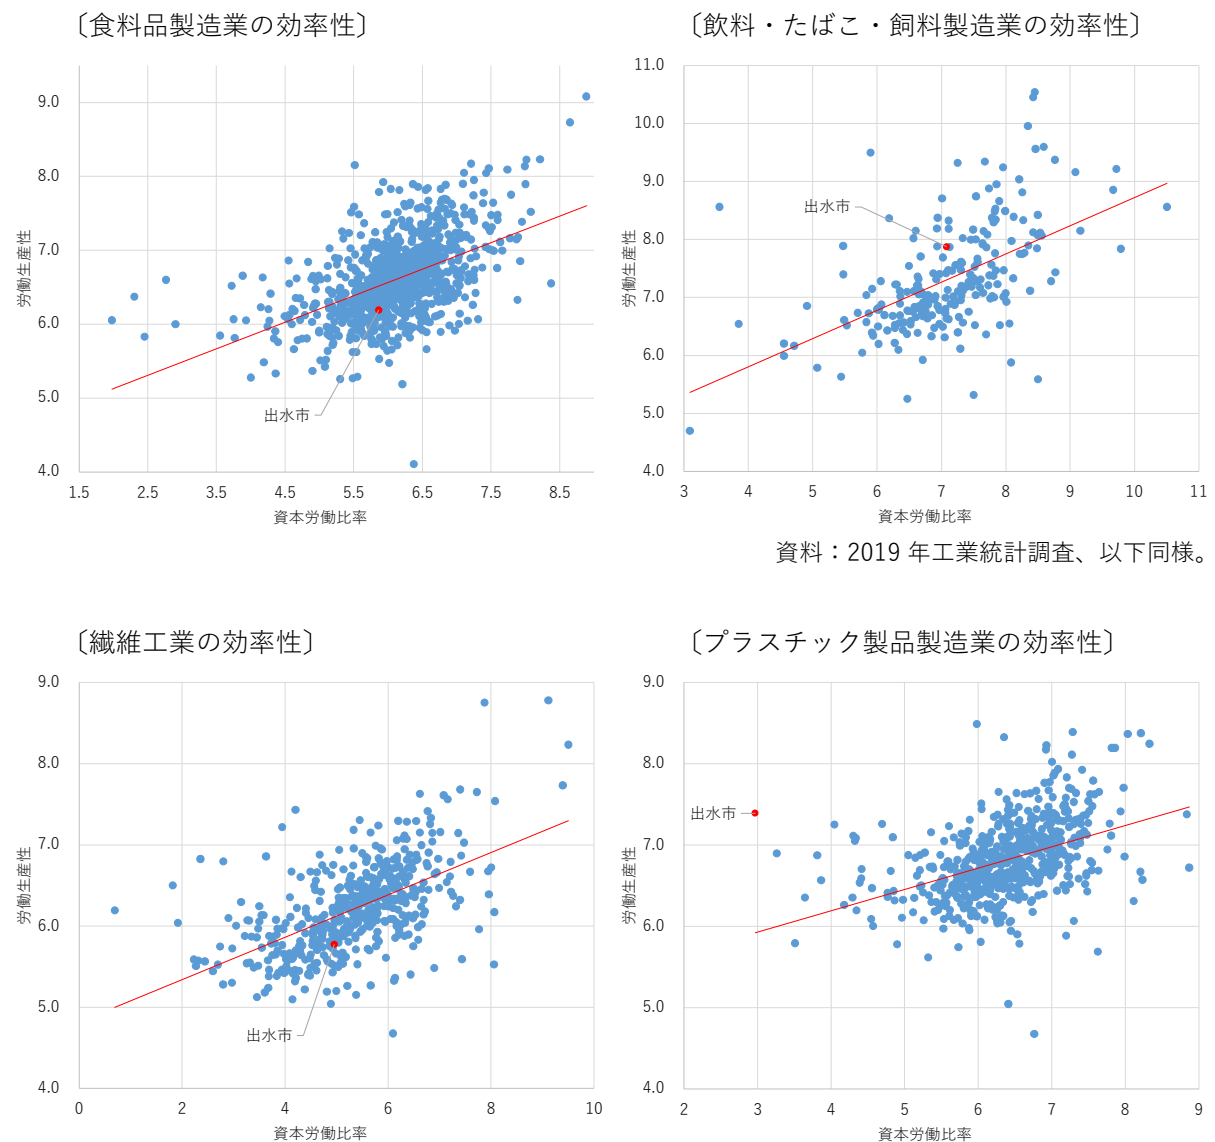 〔食料品製造業の効率性〕
9.0
8.0
7.0
6.0
5.0
4.0
労働生産性
出水市
1.5 2.5 3.5 4.5 5.5 6.5 7.5 8.5
資本労働比率
〔飲料・たばこ・飼料製造業の効率性〕
11.0
10.0
9.0
8.0
7.0
6.0
5.0
4.0
労働生産性
出水市
3 4 5 6 7 8 9 10 11
資本労働比率
資料：2019 年工業統計調査、以下同様。
〔繊維工業の効率性〕
9.0
8.0
7.0
6.0
5.0
4.0
労働生産性
出水市
0 2 4 6 8 10
資本労働比率
〔プラスチック製品製造業の効率性〕
9.0
8.0
7.0
6.0
5.0
4.0
労働生産性
出水市
2 3 4 5 6 7 8 9
資本労働比率